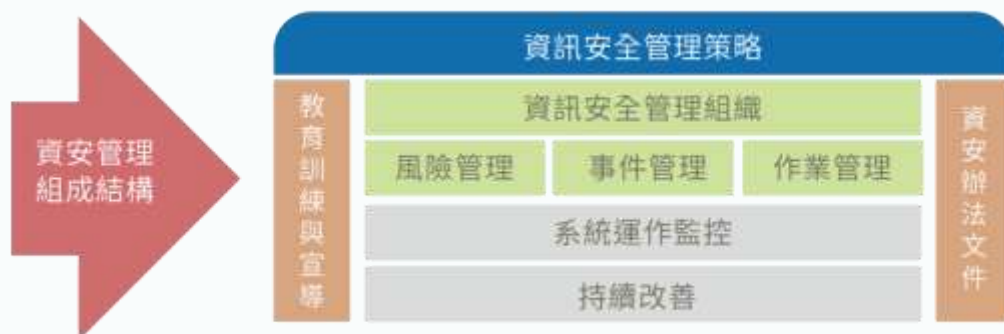 資安管理
組成結構
資訊安全管理策略
教育訓練與宣導
資訊安全管理組織
風險管理
事件管理
作業管理
系統運作監控
持續改善
資安辦法文件